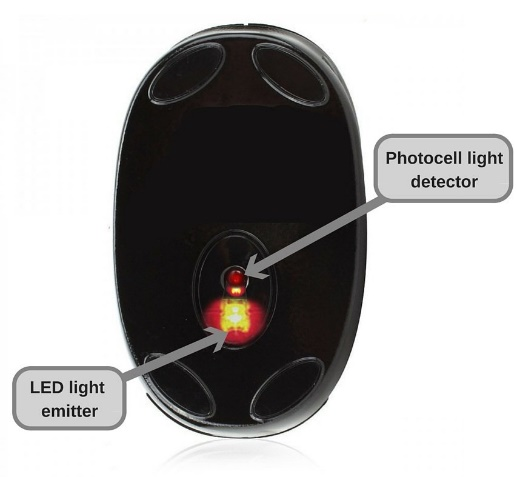 Photocell light
detector
LED light
emitter